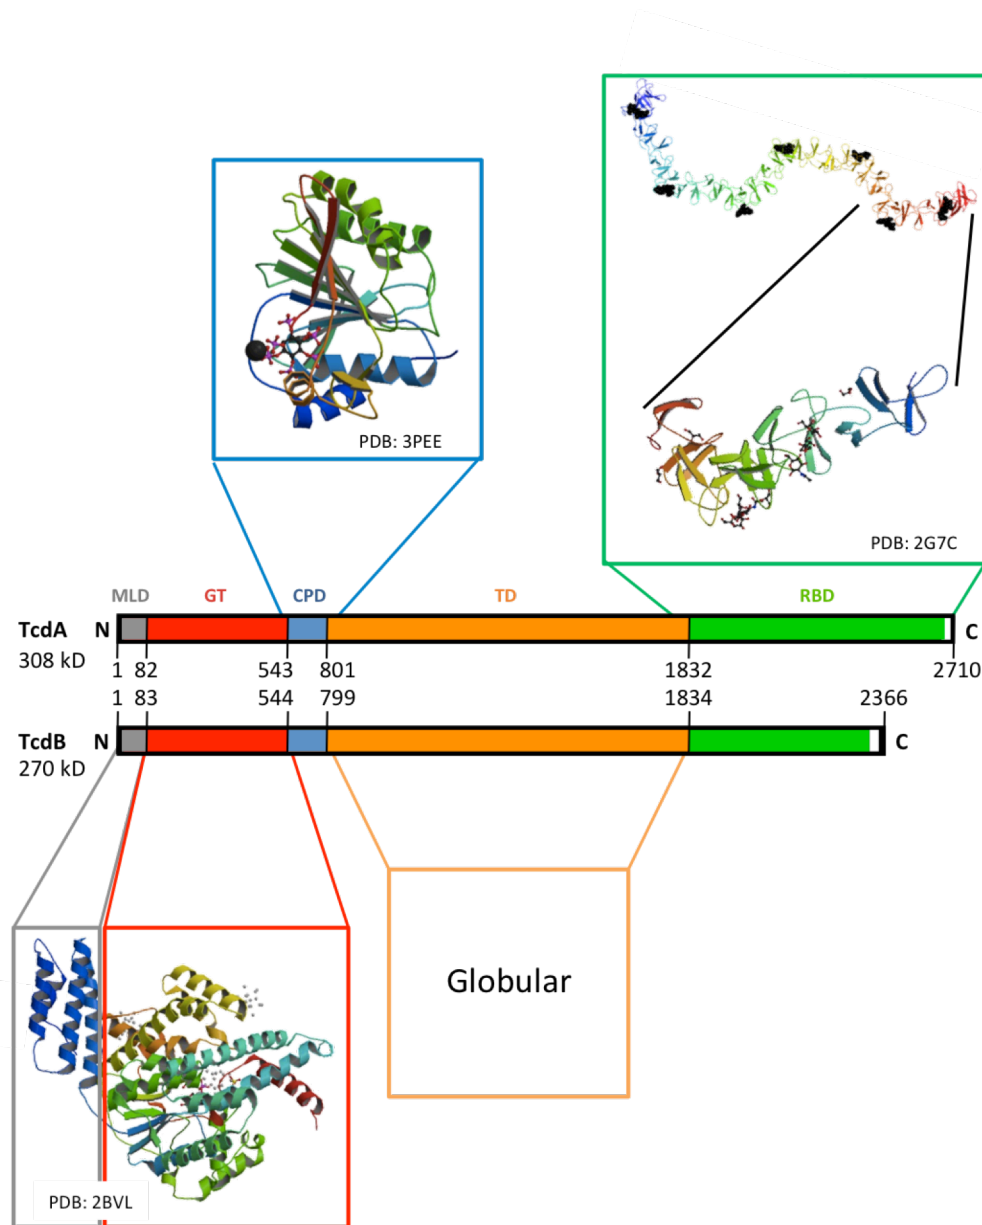 PDB: 3PEE
PDB: 2G7C
MLD GT CPD TD RBD
TcdA N C
308 kD
1 82 543 801 1832 2710
1 83 544 799 1834 2366
TcdB N C
270 kD
Globular
PDB: 2BVL